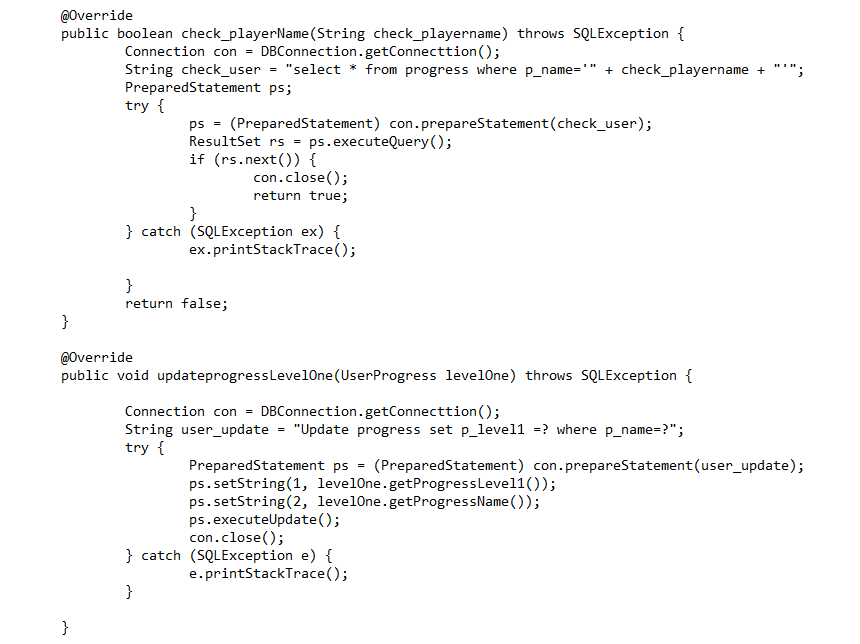 @Override
public boolean check_playerName(String check_playername) throws SQLException {
Connection con = DBConnection.getConnecttion();
String check_user = "select * from progress where p_name='" + check_playername + "'";
PreparedStatement ps;
try {
ps = (PreparedStatement) con.prepareStatement(check_user);
ResultSet rs = ps.executeQuery();
if (rs.next()) {
con.close();
return true;
}
} catch (SQLException ex) {
ex.printStackTrace();
}
return false;
}
@Override
public void updateprogressLevelOne(UserProgress levelOne) throws SQLException {
Connection con = DBConnection.getConnecttion();
String user_update = "Update progress set p_level1 =? where p_name=?";
try {
PreparedStatement ps = (PreparedStatement) con.prepareStatement(user_update);
ps.setString(1, levelOne.getProgressLevel1());
ps.setString(2, levelOne.getProgressName());
ps.executeUpdate();
con.close();
} catch (SQLException e) {
e.printStackTrace();
}
}